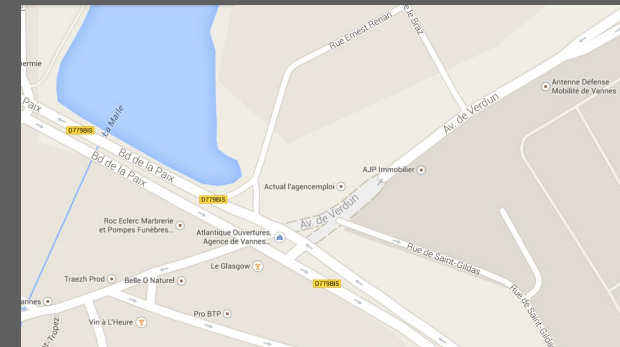 Rue Ernest Renan
e le Braz
hermie
Antenne Défense
Mobilité de Vannes
Paix
La Marle
D779BIS
Av. de Verdun
Bd de la Paix
Bd de la Paix
AJP Immobilier
Actual l'agencemploi
D779BIS
Av. de Verdun
Roc Eclerc Marbrerie
et Pompes Funèbres...
Atlantique Ouvertures,
Agence de Vannes...
Rue de Saint-Gildas
Le Glasgow
Traezh Prod
Belle O Naturel
D779BIS
Rue de Saint-Gildas
annes
Pro BTP
Vin à L'Heure
t-Tropez